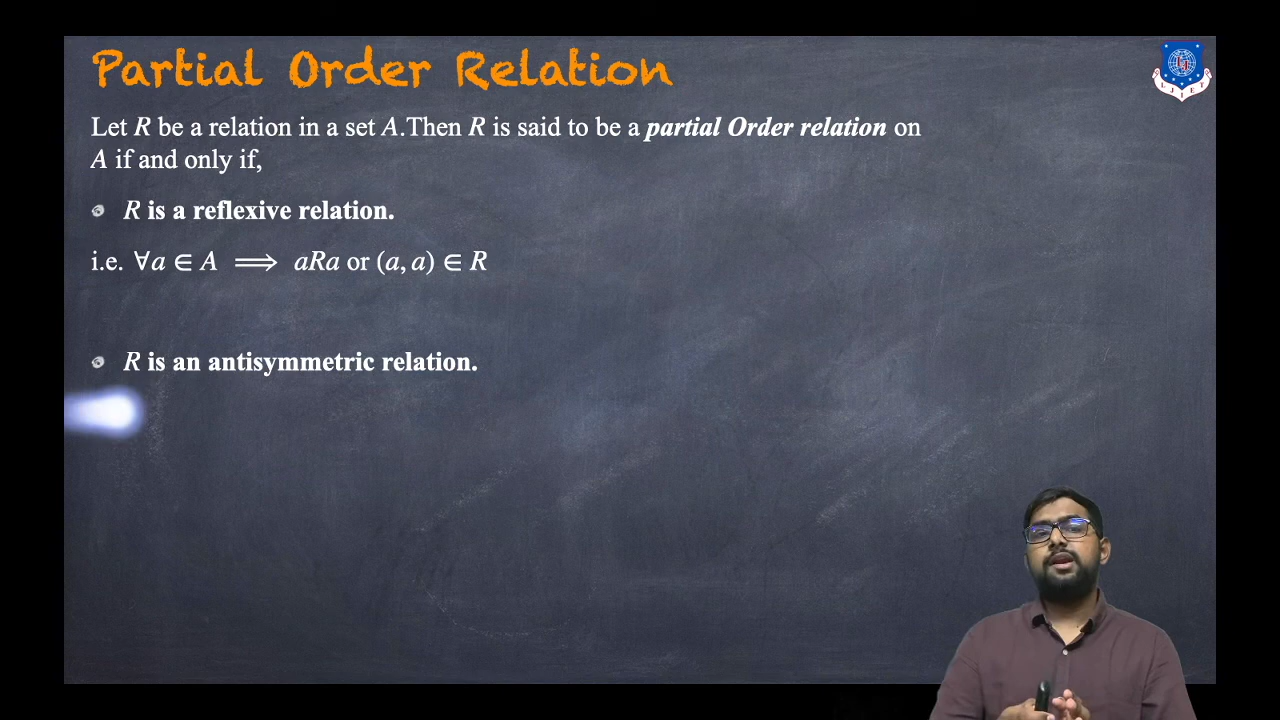 Partial Order Relation
Let R be a relation in a set A.Then R is said to be a partial Order relation on
A if and only if,
R is a reflexive relation.
i.e. ∀a ∈ A ⟹ aRa or (a, a) ∈ R
R is an antisymmetric relation.
LJIET